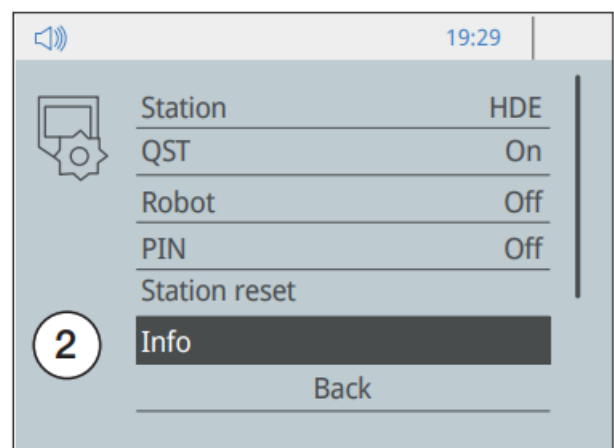 19:29
Station HDE
QST On
Robot Off
PIN Off
Station reset
2 Info
Back